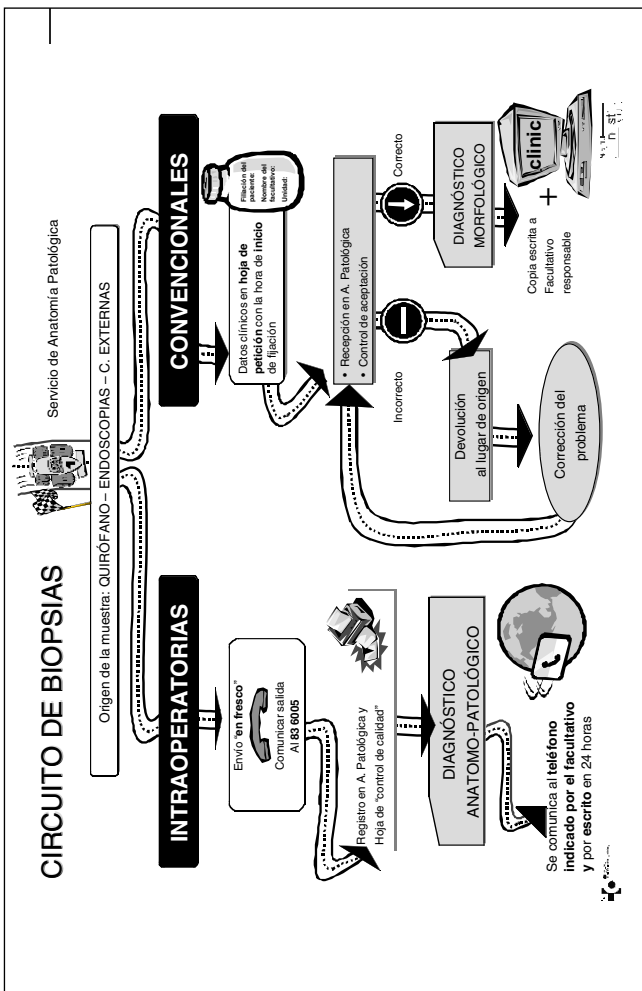 CIRCUITO DE BIOPSIAS
Servicio de Anatomía Patológica
Origen de la muestra: QUIRÓFANO – ENDOSCOPIAS – C. EXTERNAS
INTRAOPERATORIAS
Envío "en fresco"
Comunicar salida
Al 83 6005
Registro en A. Patológica y
Hoja de "control de calidad"
DIAGNÓSTICO
ANATOMO-PATOLÓGICO
Se comunica al teléfono
indicado por el facultativo
y por escrito en 24 horas
CONVENCIONALES
Datos clínicos en hoja de
petición con la hora de inicio
de fijación
Filiación del
paciente:
Nombre del
facultativo:
Unidad:
• Recepción en A. Patológica
• Control de aceptación
Incorrecto
Correcto
Devolución
al lugar de origen
Corrección del
problema
DIAGNÓSTICO
MORFOLÓGICO
Copia escrita a
Facultativo
responsable
+
clinic